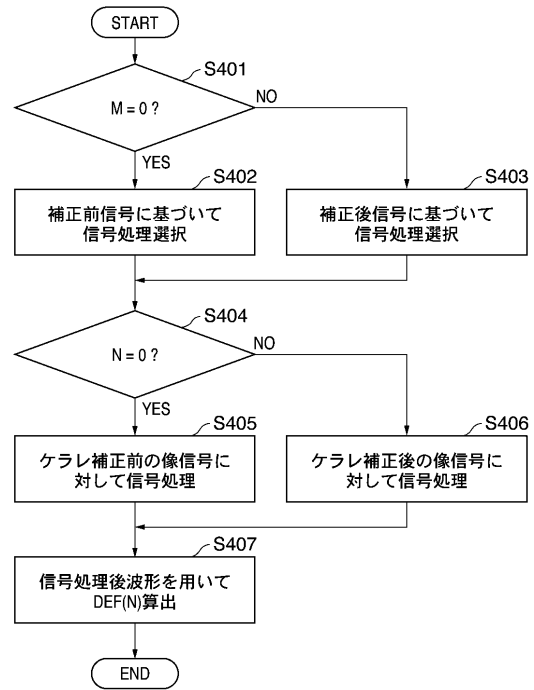 START
S401
M = 0 ?
NO
YES
S402
補正前信号に基づいて
信号処理選択
S403
補正後信号に基づいて
信号処理選択
S404
N = 0 ?
NO
YES
S405
ケラレ補正前の像信号に
対して信号処理
S406
ケラレ補正後の像信号に
対して信号処理
S407
信号処理後波形を用いて
DEF(N)算出
END